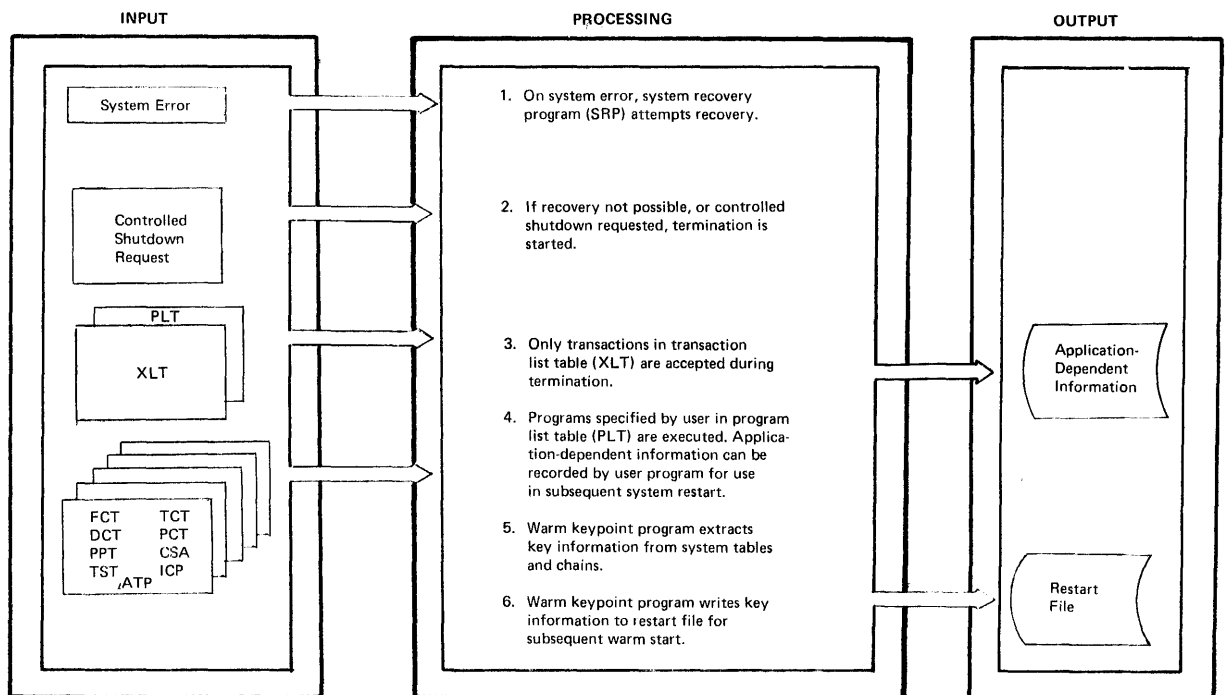 INPUT
PROCESSING
OUTPUT
System Error
Controlled
Shutdown
Request
PLT
XLT
FCT TCT
DCT PCT
PPT CSA
TST ICP
ATP
1. On system error, system recovery
program (SRP) attempts recovery.
2. If recovery not possible, or controlled
shutdown requested, termination is
started.
3. Only transactions in transaction
list table (XLT) are accepted during
termination.
4. Programs specified by user in program
list table (PLT) are executed. Applica-
tion-dependent information can be
recorded by user program for use
in subsequent system restart.
5. Warm keypoint program extracts
key information from system tables
and chains.
6. Warm keypoint program writes key
information to restart file for
subsequent warm start.
Application-
Dependent
Information
Restart
File